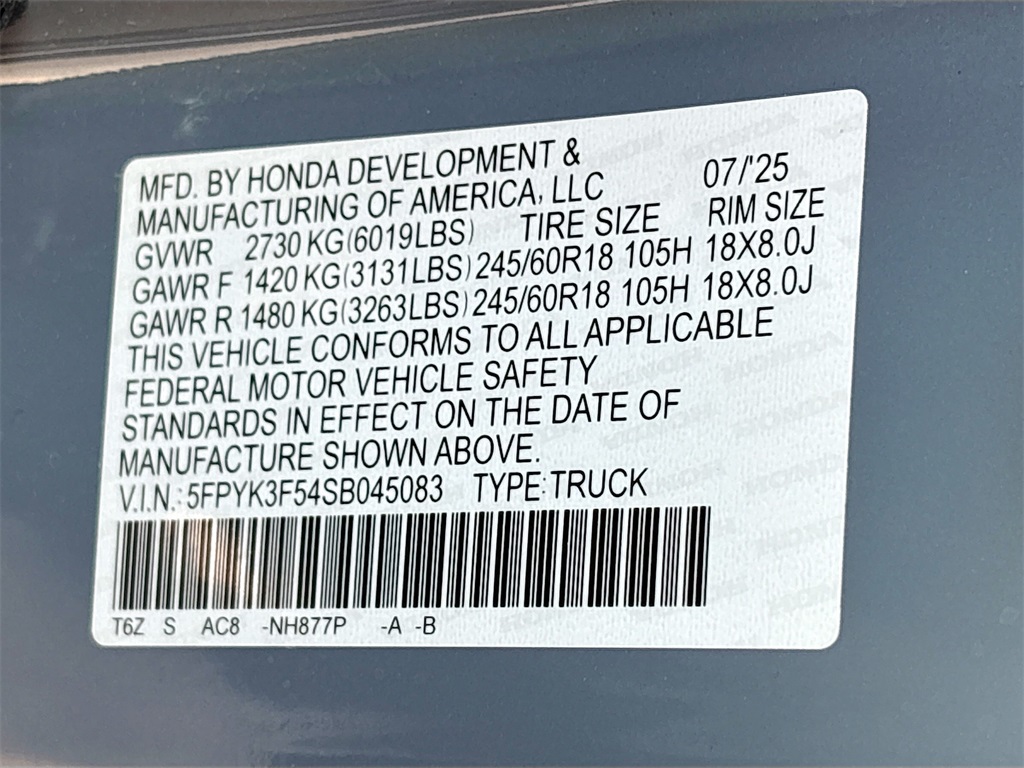 MFD. BY HONDA DEVELOPMENT &
MANUFACTURING OF AMERICA, LLC 07/'25
GVWR 2730 KG(6019LBS) TIRE SIZE RIM SIZE
GAWR F 1420 KG(3131LBS) 245/60R18 105H 18X8.0J
GAWR R 1480 KG(3263LBS) 245/60R18 105H 18X8.0J
THIS VEHICLE CONFORMS TO ALL APPLICABLE
FEDERAL MOTOR VEHICLE SAFETY
STANDARDS IN EFFECT ON THE DATE OF
MANUFACTURE SHOWN ABOVE.
V.I.N.: 5FPYK3F54SB045083 TYPE: TRUCK
T6Z S AC8 -NH877P -A -B